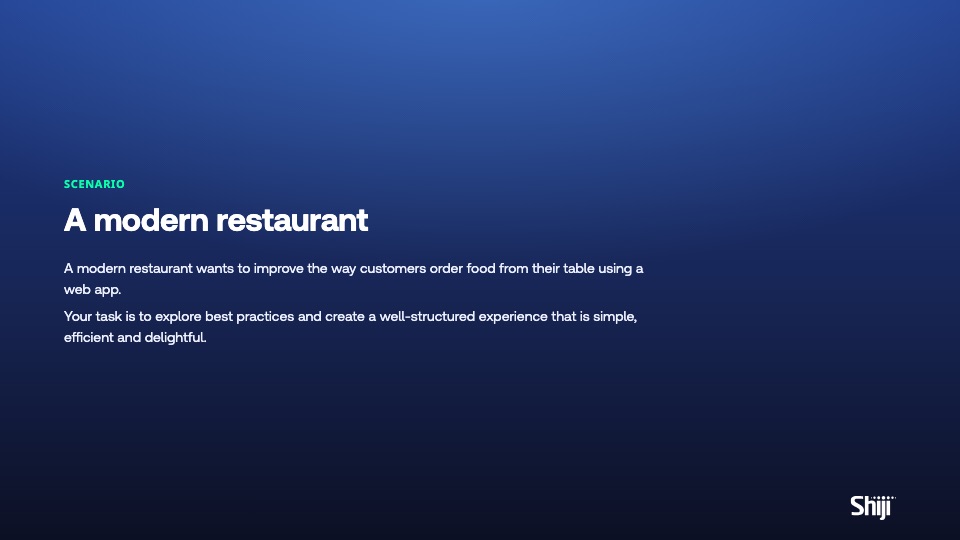 SCENARIO
A modern restaurant
A modern restaurant wants to improve the way customers order food from their table using a
web app.
Your task is to explore best practices and create a well-structured experience that is simple,
efficient and delightful.
Shiji